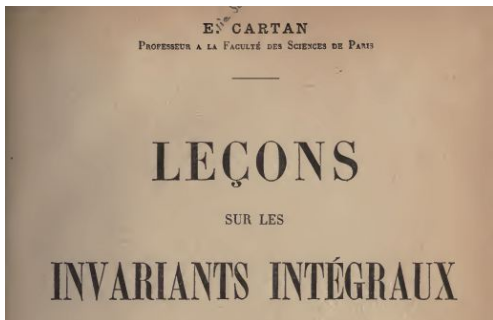 E. CARTAN
PROFESSEUR A LA FACULTÉ DES SCIENCES DE PARIS
LEÇONS
SUR LES
INVARIANTS INTÉGRAUX